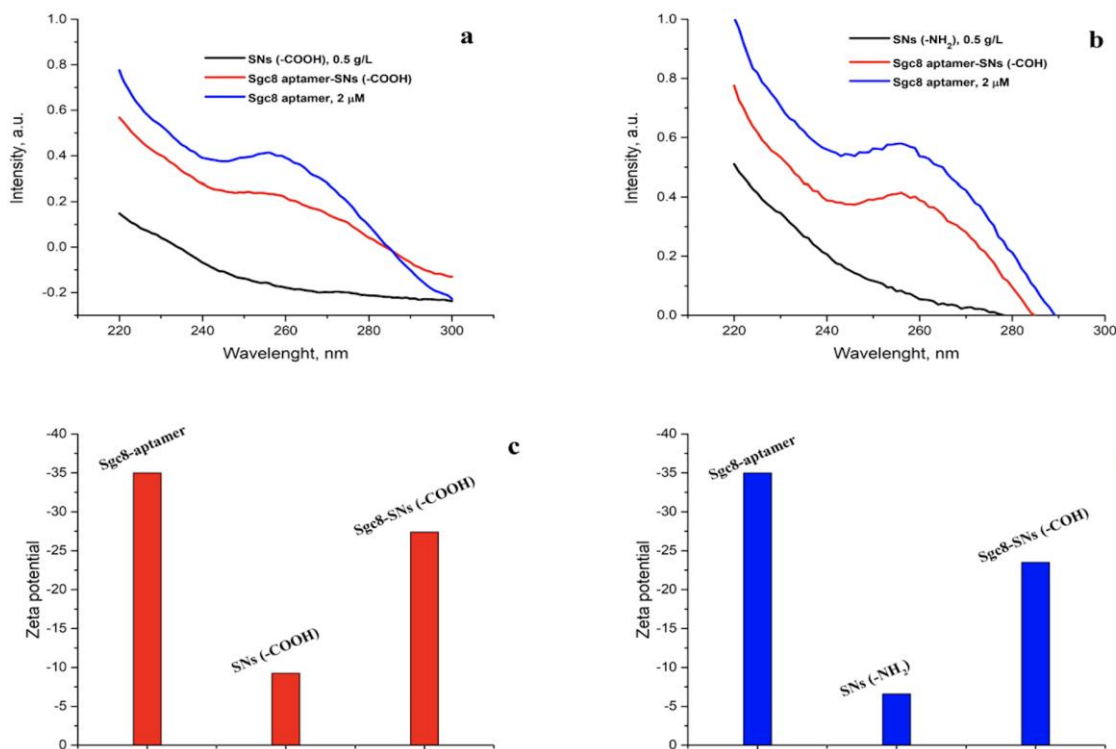 a
SNs (-COOH), 0.5 g/L
Sgc8 aptamer-SNs (-COOH)
Sgc8 aptamer, 2 μM
Intensity, a.u.
1.0
0.8
0.6
0.4
0.2
0.0
-0.2
220
240
260
280
300
Wavelenght, nm
b
SNs (-NH₂), 0.5 g/L
Sgc8 aptamer-SNs (-COH)
Sgc8 aptamer, 2 μM
Intensity, a.u.
1.0
0.8
0.6
0.4
0.2
0.0
220
240
260
280
300
Wavelenght, nm
c
Zeta potential
-40
-35
-30
-25
-20
-15
-10
-5
0
Sgc8-aptamer
SNs (-COOH)
Sgc8-SNs (-COOH)
Zeta potential
-40
-35
-30
-25
-20
-15
-10
-5
0
Sgc8-aptamer
SNs (-NH₂)
Sgc8-SNs (-COH)